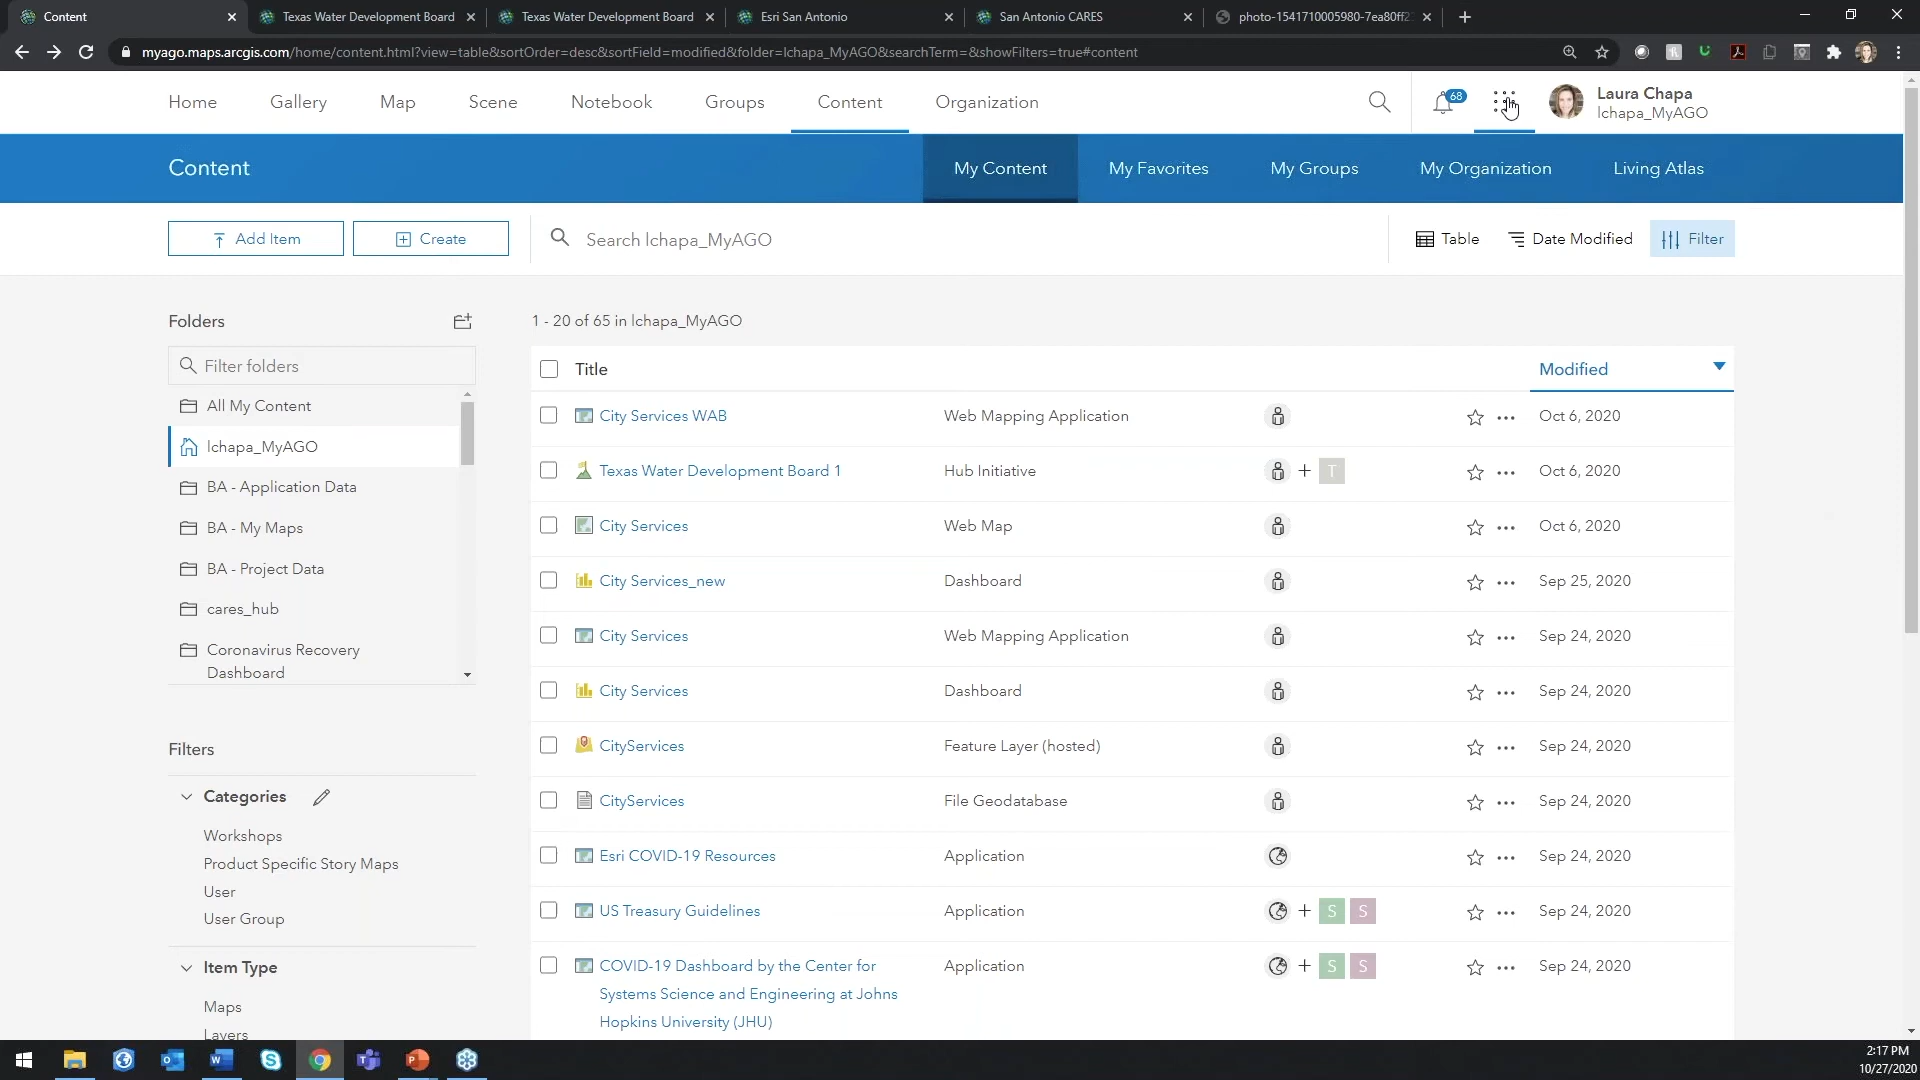 Content
Texas Water Development Board
Texas Water Development Board
Esri San Antonio
San Antonio CARES
photo-1541710005980-7ea80ff2
myago.maps.arcgis.com/home/content.html?view=table&sortOrder=desc&sortField=modified&folder=lchapa_MyAGO&searchTerm=&showFilters=true#content
Home
Gallery
Map
Scene
Notebook
Groups
Content
Organization
68
Laura Chapa
lchapa_MyAGO
Content
My Content
My Favorites
My Groups
My Organization
Living Atlas
Add Item
Create
Search lchapa_MyAGO
Table
Date Modified
Filter
Folders
Filter folders
All My Content
lchapa_MyAGO
BA - Application Data
BA - My Maps
BA - Project Data
cares_hub
Coronavirus Recovery
Dashboard
Filters
Categories
Workshops
Product Specific Story Maps
User
User Group
Item Type
Maps
Layers
1 - 20 of 65 in lchapa_MyAGO
Title Modified
City Services WAB Web Mapping Application Oct 6, 2020
Texas Water Development Board 1 Hub Initiative + T Oct 6, 2020
City Services Web Map Oct 6, 2020
City Services_new Dashboard Sep 25, 2020
City Services Web Mapping Application Sep 24, 2020
City Services Dashboard Sep 24, 2020
CityServices Feature Layer (hosted) Sep 24, 2020
CityServices File Geodatabase Sep 24, 2020
Esri COVID-19 Resources Application Sep 24, 2020
US Treasury Guidelines Application + S S Sep 24, 2020
COVID-19 Dashboard by the Center for Application + S S Sep 24, 2020
Systems Science and Engineering at Johns
Hopkins University (JHU)
2:17 PM
10/27/2020